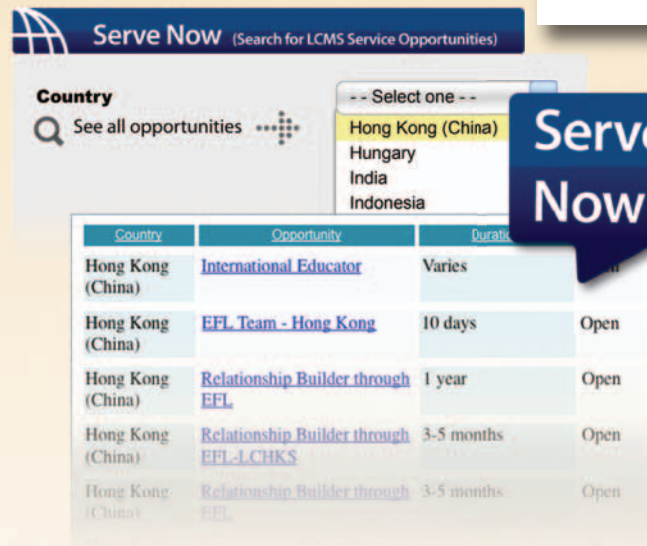 Serve Now (Search for LCMS Service Opportunities)
Country
See all opportunities
- - Select one - -
Hong Kong (China)
Hungary
India
Indonesia
Serve
Now
Country Opportunity
Hong Kong International Educator Varies
(China)
Hong Kong EFL Team - Hong Kong 10 days Open
(China)
Hong Kong Relationship Builder through 1 year Open
(China) EFL
Hong Kong Relationship Builder through 3-5 months Open
(China) EFL-LCHKS
Hong Kong Relationship Builder through 3-5 months Open
(China) EFL